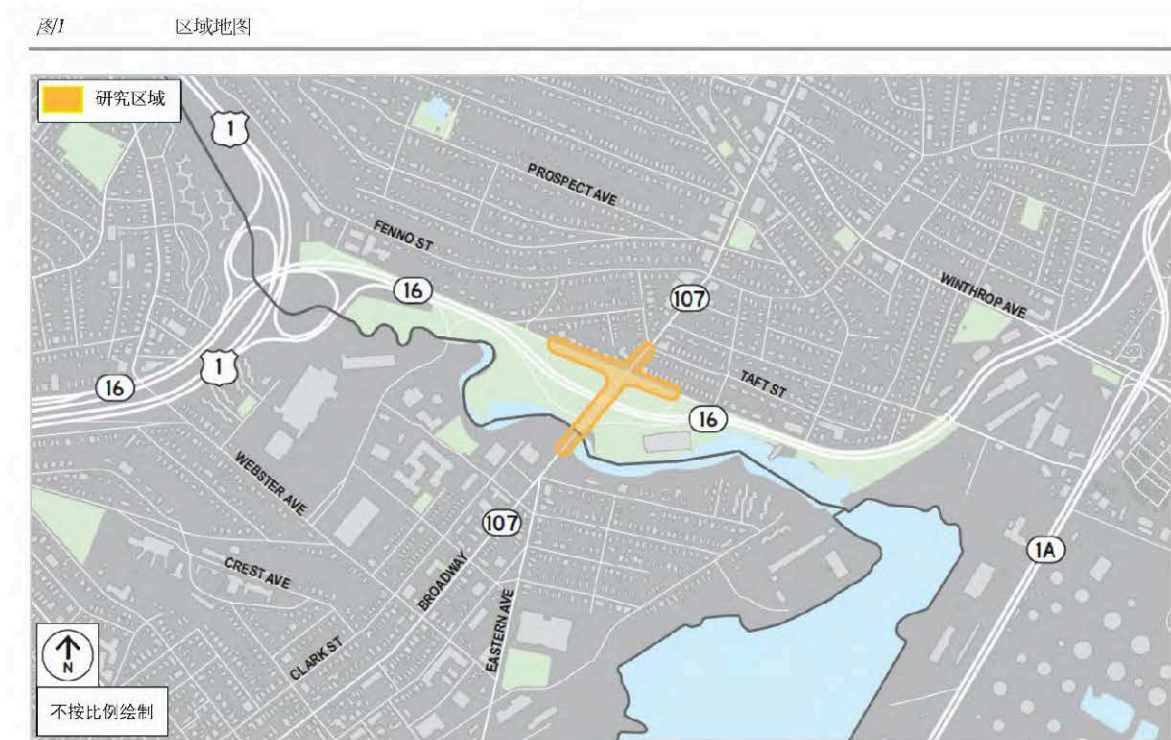 图1 区域地图
研究区域
1
PROSPECT AVE
FENNO ST
16
107
WINTHROP AVE
1
16
TAFT ST
16
WEBSTER AVE
107
1A
CREST AVE
BROADWAY
EASTERN AVE
CLARK ST
N
不按比例绘制